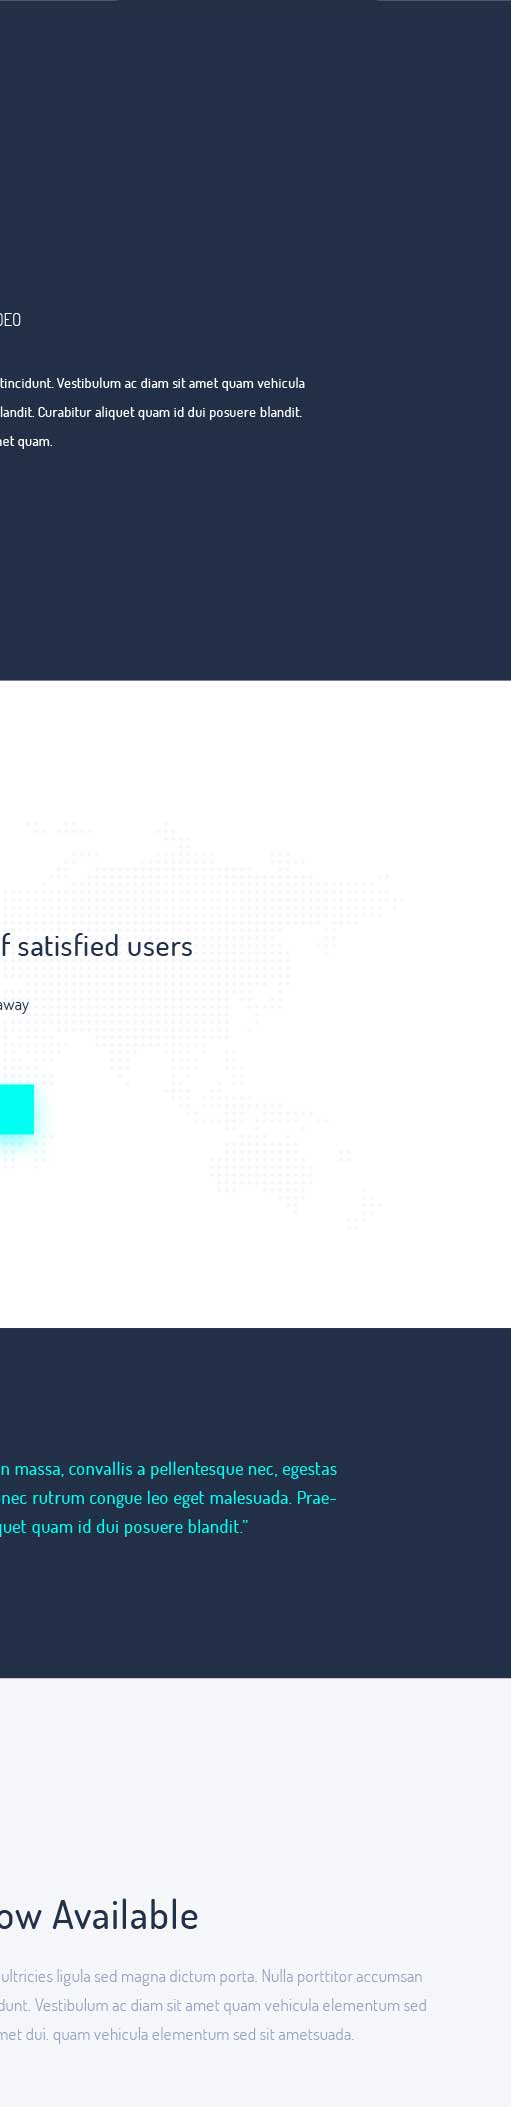 DEO
tincidunt. Vestibulum ac diam sit amet quam vehicula
landit. Curabitur aliquet quam id dui posuere blandit.
et quam.
f satisfied users
away
n massa, convallis a pellentesque nec, egestas
nec rutrum congue leo eget malesuada. Prae-
quet quam id dui posuere blandit.”
ow Available
ultricies ligula sed magna dictum porta. Nulla porttitor accumsan
dunt. Vestibulum ac diam sit amet quam vehicula elementum sed
met dui. quam vehicula elementum sed sit ametsuada.